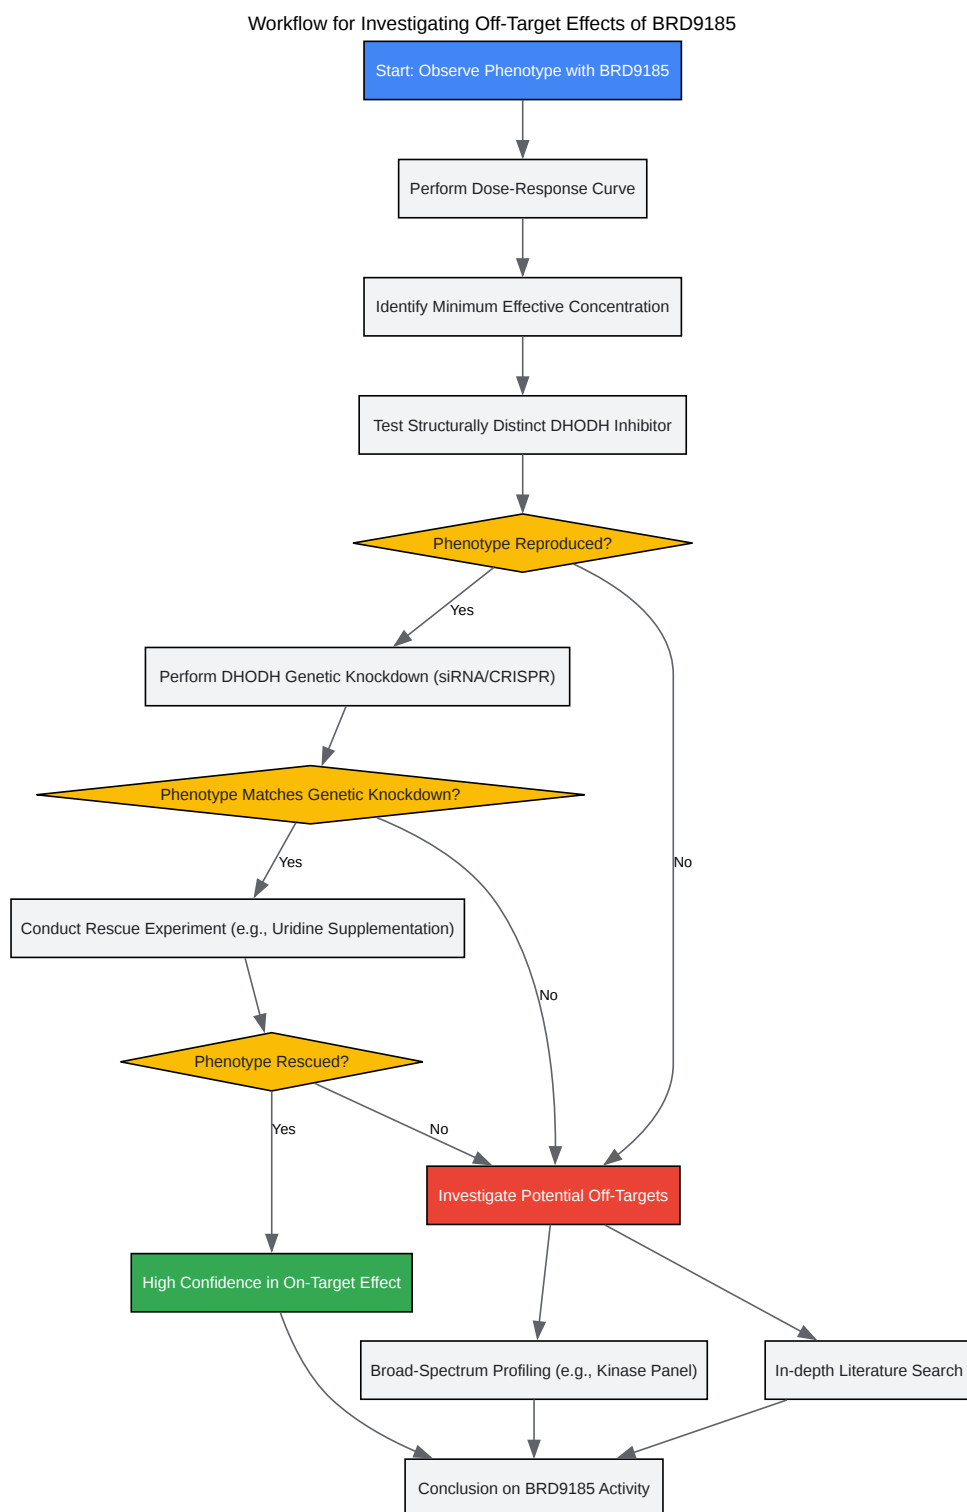 Workflow for Investigating Off-Target Effects of BRD9185
Start: Observe Phenotype with BRD9185
Perform Dose-Response Curve
Identify Minimum Effective Concentration
Test Structurally Distinct DHODH Inhibitor
Phenotype Reproduced?
Yes
Perform DHODH Genetic Knockdown (siRNA/CRISPR)
Phenotype Matches Genetic Knockdown?
Yes
No
Conduct Rescue Experiment (e.g., Uridine Supplementation)
No
Phenotype Rescued?
Yes
No
Investigate Potential Off-Targets
High Confidence in On-Target Effect
Broad-Spectrum Profiling (e.g., Kinase Panel)
In-depth Literature Search
Conclusion on BRD9185 Activity